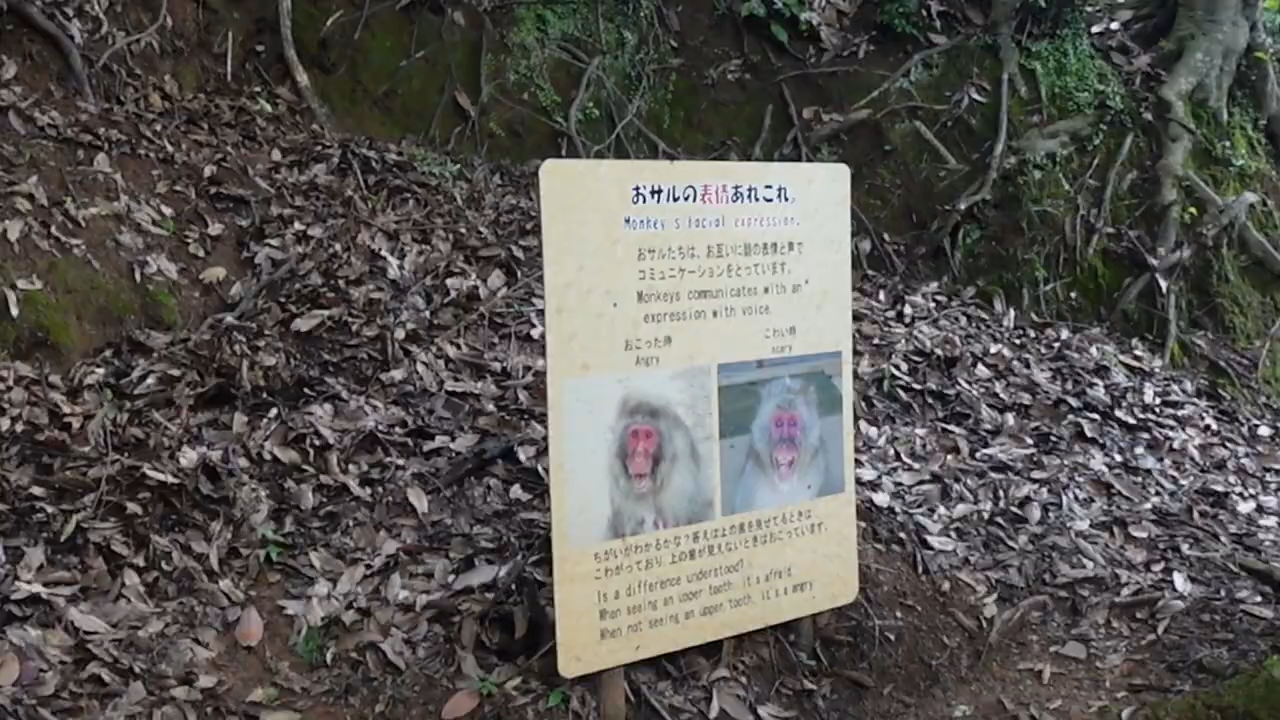 おサルの表情あれこれ。
Monkey's facial expression.
おサルたちは、お互いに顔の表情と声で
コミュニケーションをとっています。
Monkeys communicates with an
expression with voice.
おこった時
Angry
こわい時
scary
ちがいがわかるかな?答えは上の歯を見せてるときは
こわがっており、上の歯が見えないときはおこっています。
Is a difference understood?
When seeing an upper tooth, it's afraid
When not seeing an upper tooth, it's a angry